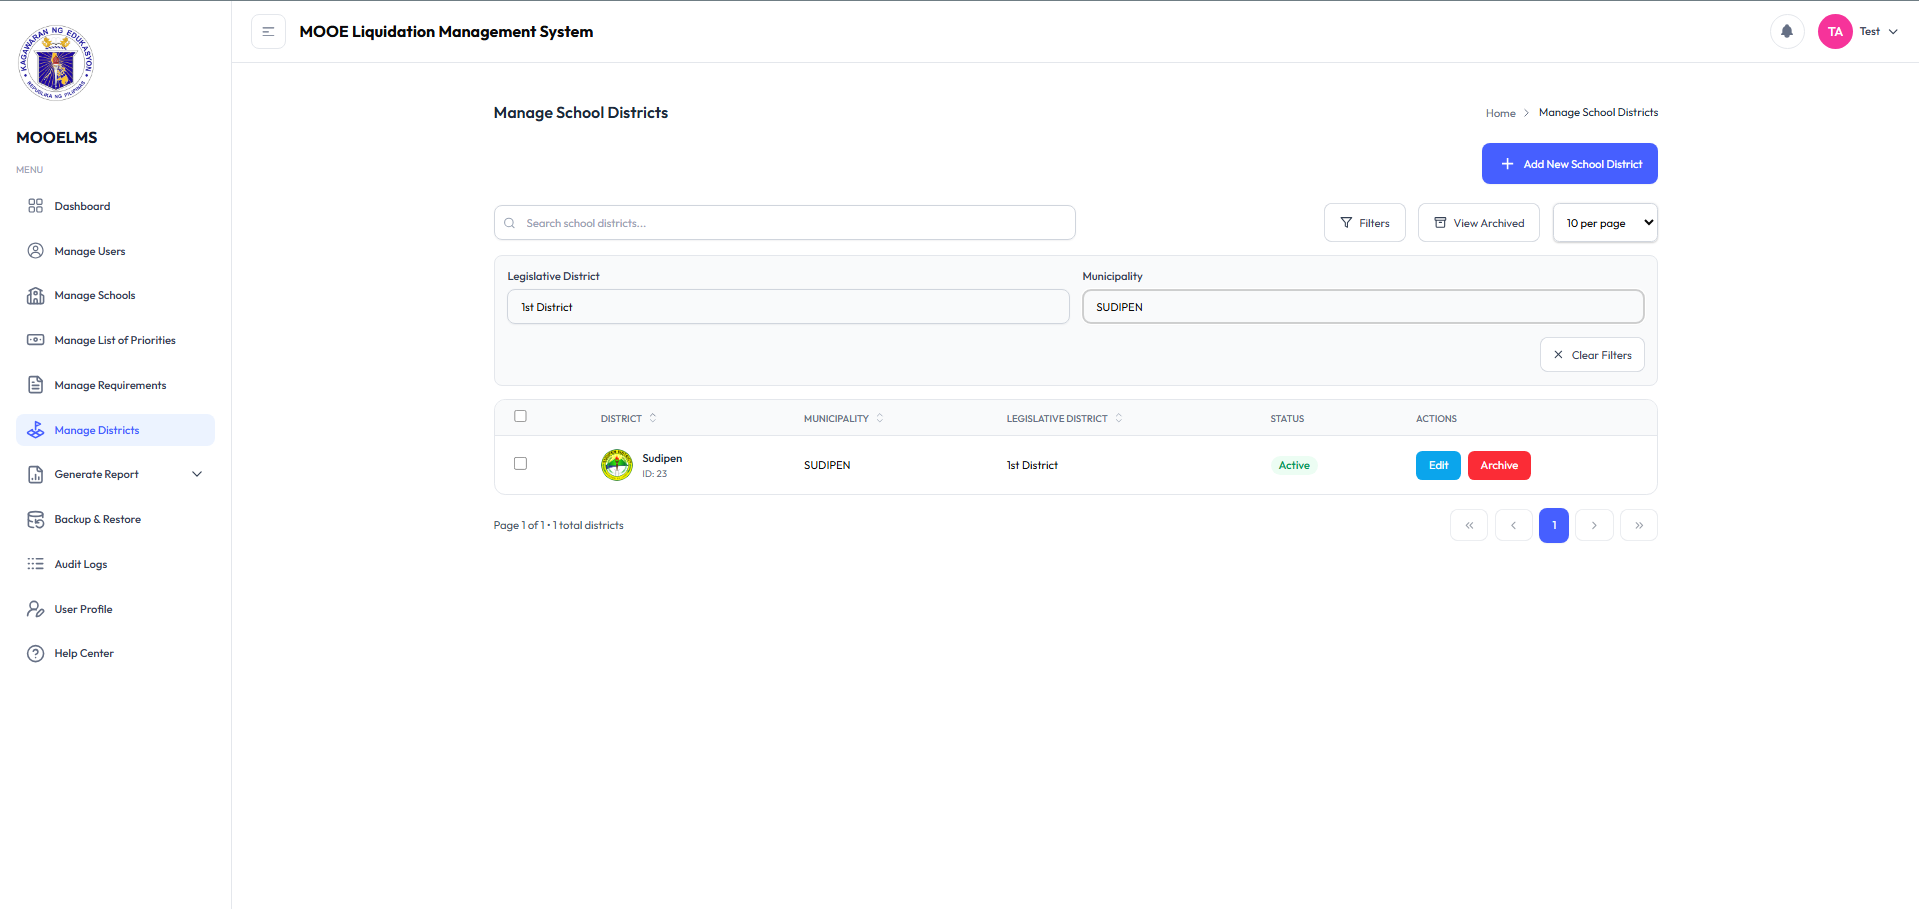 KAGAWARAN NG EDUKASYON
REPUBLIKA NG PILIPINAS
MOOELMS
MENU
Dashboard
Manage Users
Manage Schools
Manage List of Priorities
Manage Requirements
Manage Districts
Generate Report
Backup & Restore
Audit Logs
User Profile
Help Center
MOOE Liquidation Management System
TA Test
Manage School Districts
Home > Manage School Districts
+ Add New School District
Search school districts...
Filters
View Archived
10 per page
Legislative District
Municipality
1st District
SUDIPEN
× Clear Filters
DISTRICT MUNICIPALITY LEGISLATIVE DISTRICT STATUS ACTIONS
Sudipen SUDIPEN 1st District Active Edit Archive
ID: 23
Page 1 of 1 • 1 total districts
« ‹ 1 › »